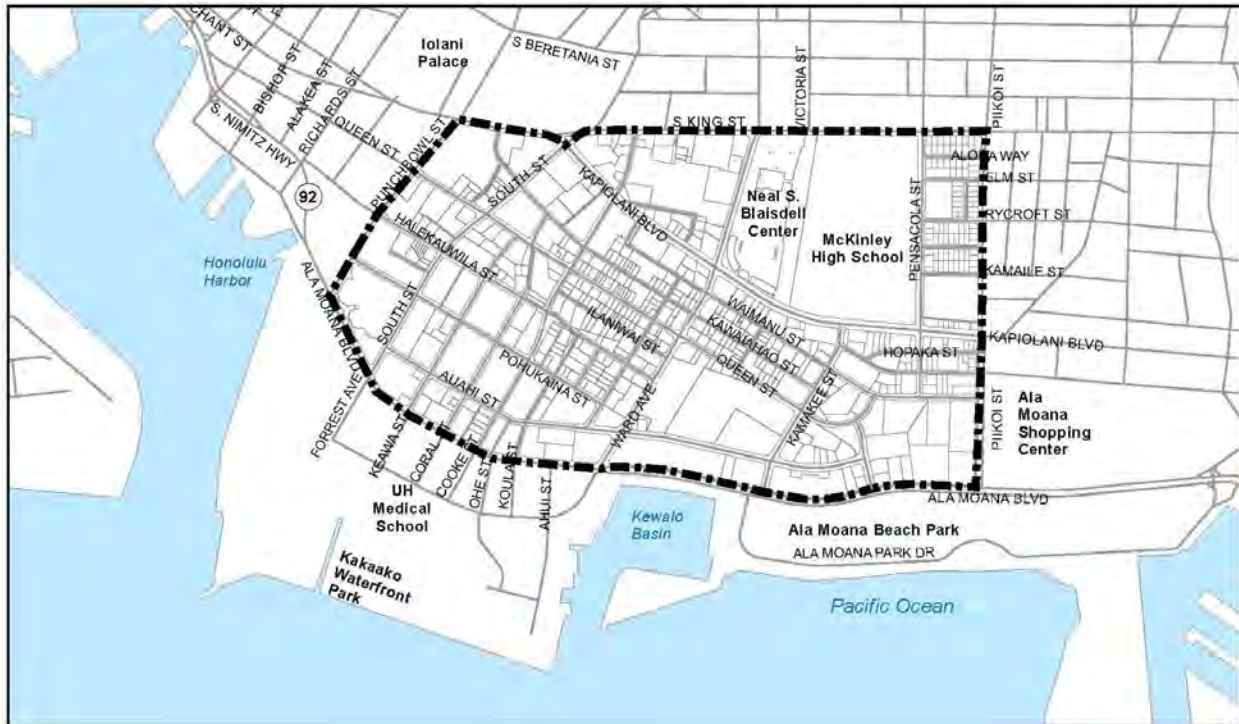 CHANT ST
BISHOP ST
ALAKEA ST
RICHARDS ST
Iolani
Palace
S BERETANIA ST
VICTORIA ST
PIIKOI ST
S. NIMITZ HWY
QUEEN ST
PUNCHBOWL ST
S KING ST
92
SOUTH ST
KAPIOLANI BLVD
Neal S.
Blaisdell
Center
McKinley
High School
PENSACOLA ST
ELM ST
RYCROFT ST
KAMAILE ST
Honolulu
Harbor
HALEKAUWILA ST
ALA MOANA BLVD
SOUTH ST
ILANIWAI ST
WAIMANU ST
KAWAIAHAO ST
QUEEN ST
HOPAKA ST
KAPIOLANI BLVD
POHUKAINA ST
AUAHI ST
WARD AVE
KAMAKEE ST
PIIKOI ST
Ala
Moana
Shopping
Center
FORREST AVE
KEAWA ST
CORAL ST
COOKE ST
OHE ST
KOULA ST
AHUI ST
UH
Medical
School
Kewalo
Basin
ALA MOANA BLVD
Ala Moana Beach Park
ALA MOANA PARK DR
Kakaako
Waterfront
Park
Pacific Ocean